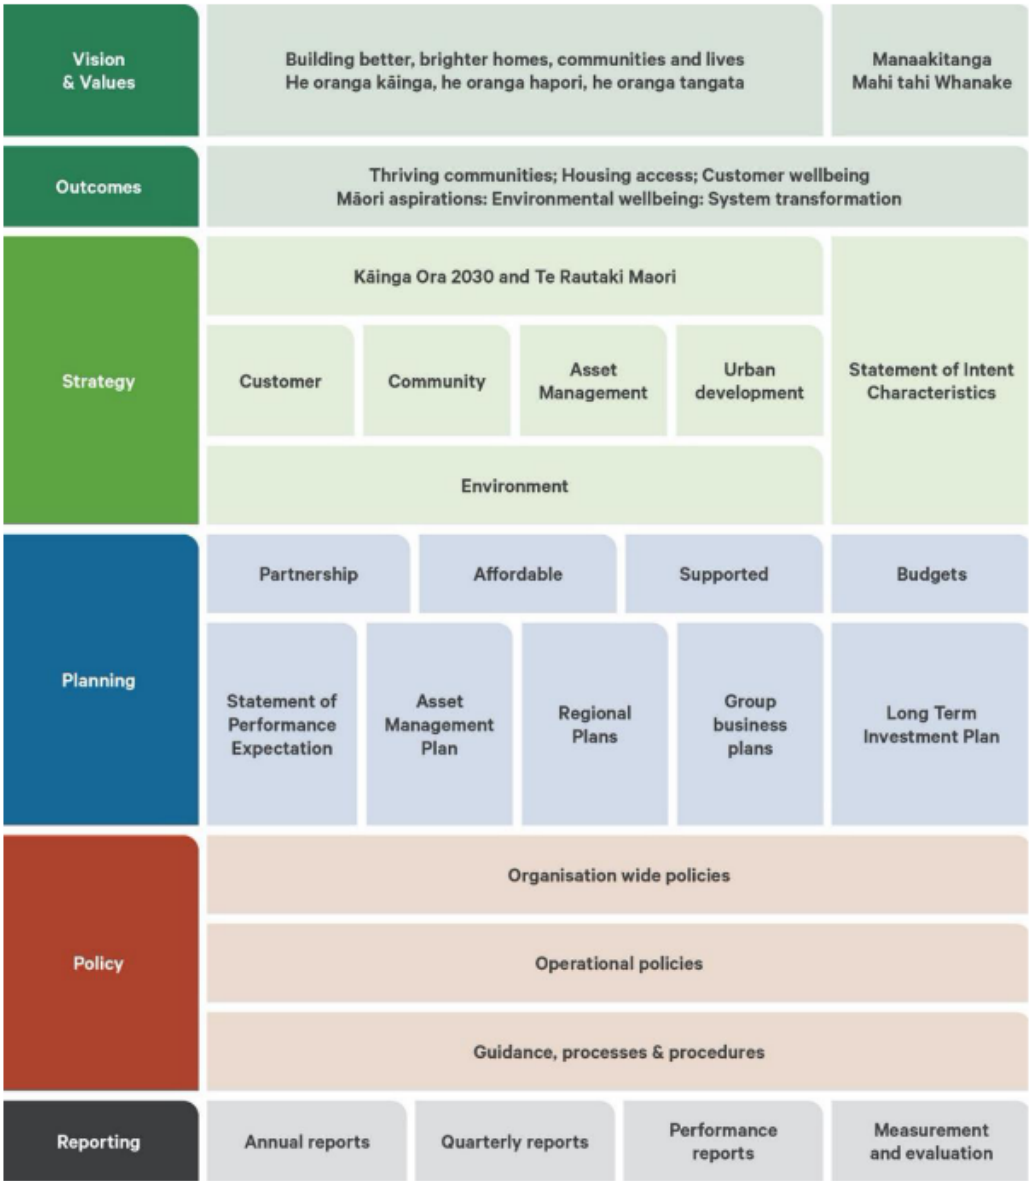 Vision
& Values
Building better, brighter homes, communities and lives
He oranga kāinga, he oranga hapori, he oranga tangata
Manaakitanga
Mahi tahi Whanake
Outcomes
Thriving communities; Housing access; Customer wellbeing
Māori aspirations: Environmental wellbeing: System transformation
Strategy
Kāinga Ora 2030 and Te Rautaki Maori
Customer
Community
Asset
Management
Urban
development
Environment
Statement of Intent
Characteristics
Planning
Partnership
Affordable
Supported
Budgets
Statement of
Performance
Expectation
Asset
Management
Plan
Regional
Plans
Group
business
plans
Long Term
Investment Plan
Policy
Organisation wide policies
Operational policies
Guidance, processes & procedures
Reporting
Annual reports
Quarterly reports
Performance
reports
Measurement
and evaluation